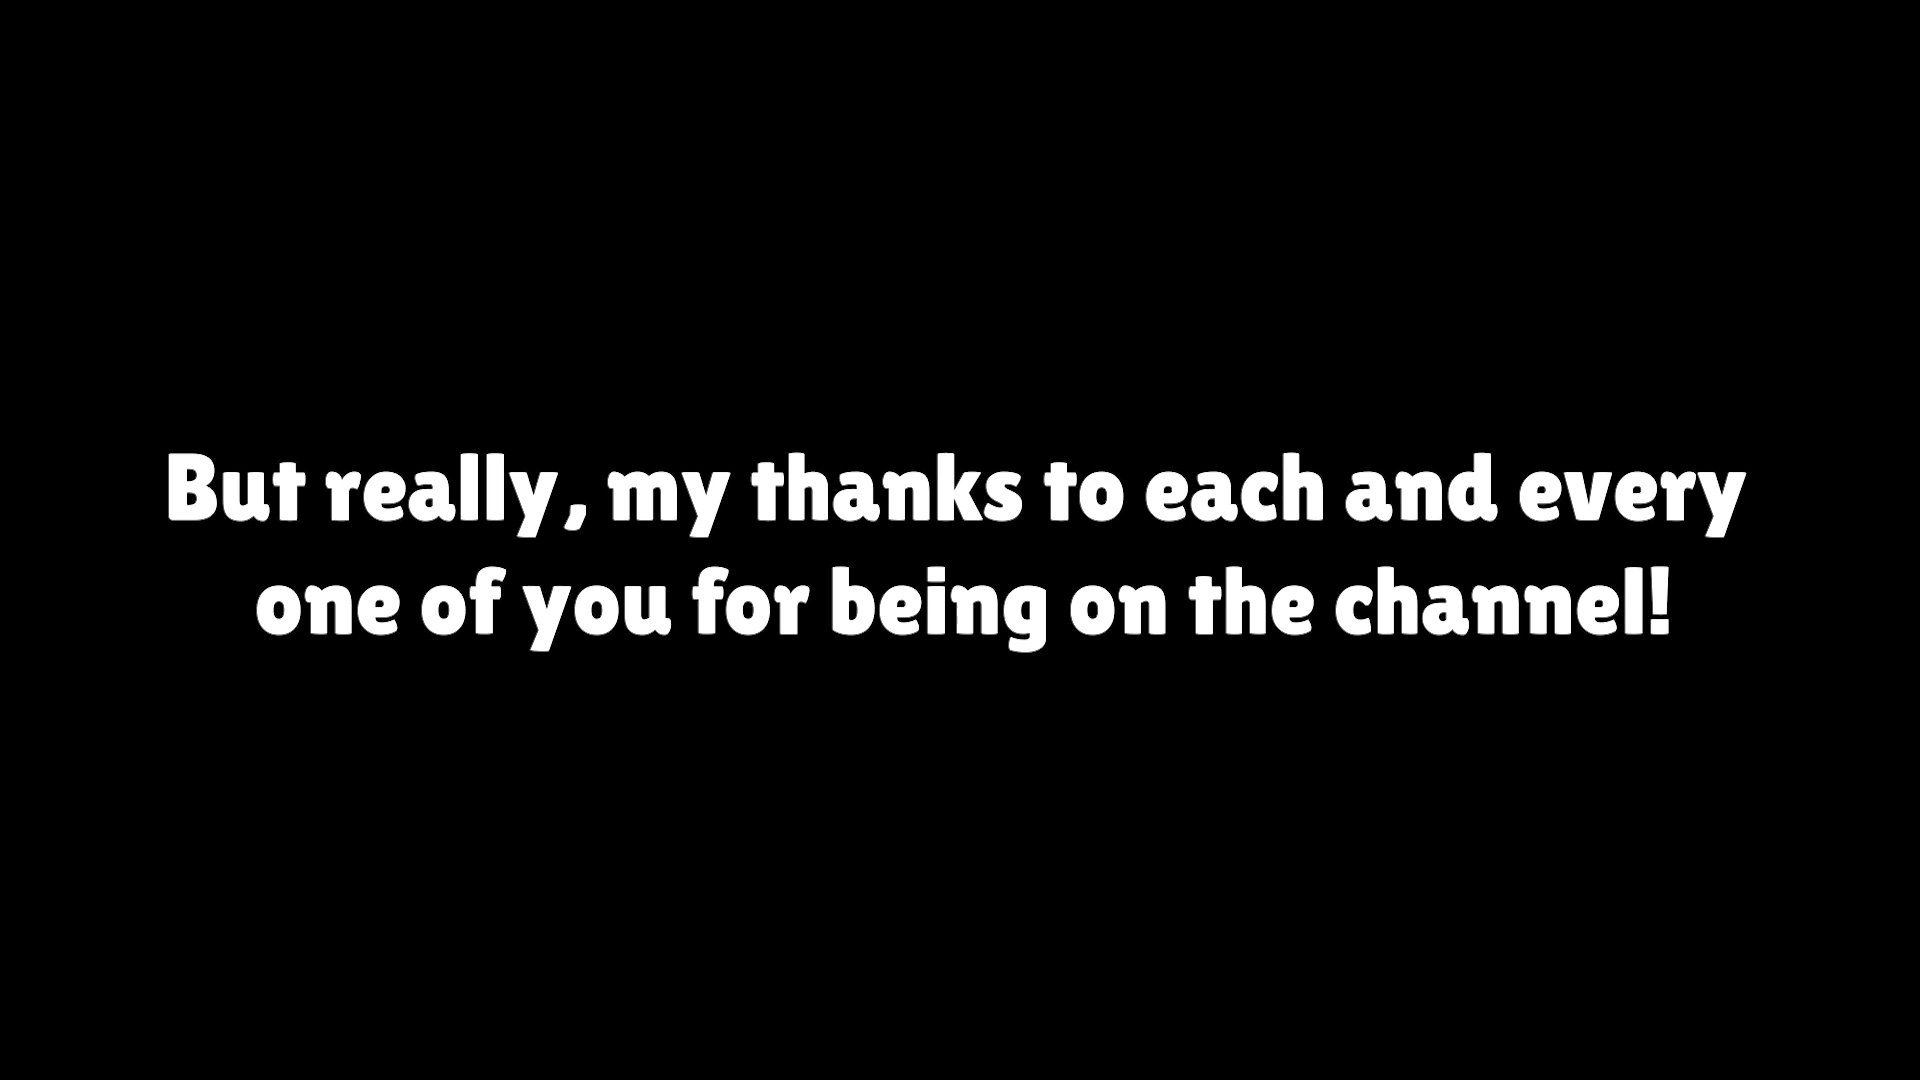 But really, my thanks to each and every
one of you for being on the channel!